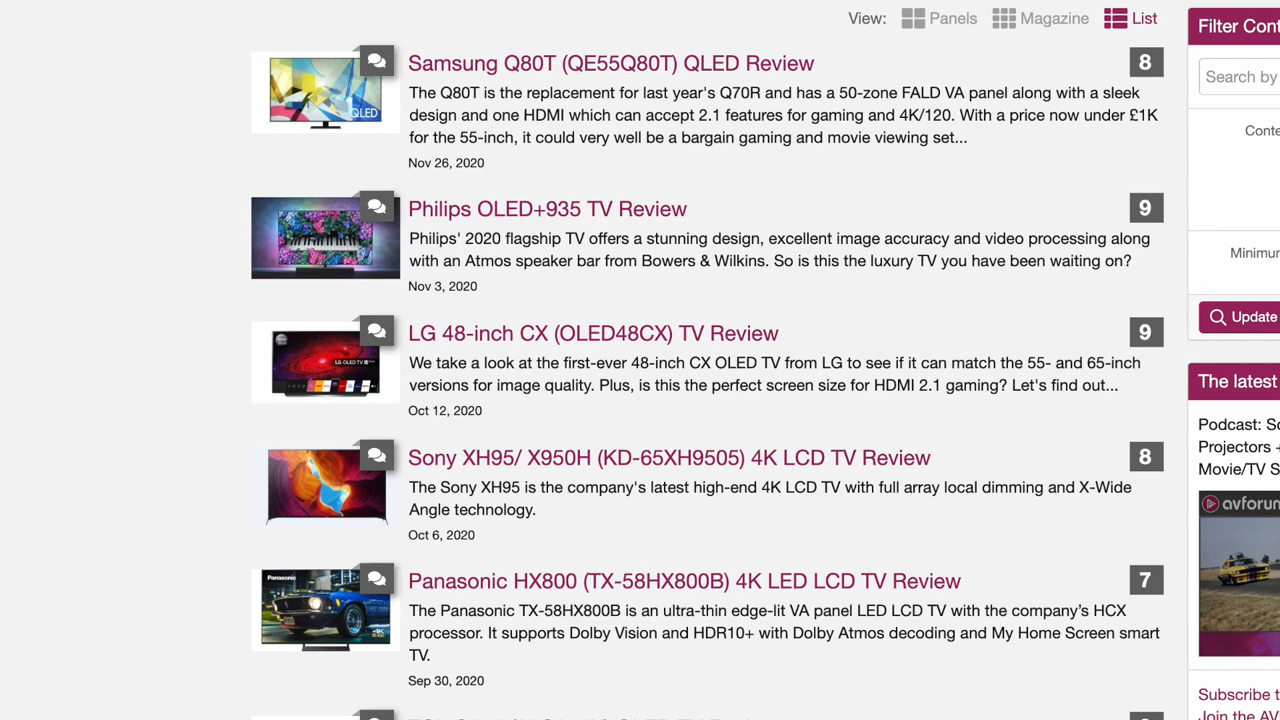 View: Panels Magazine List
Filter Cont
Search by
Conte
Minimur
Update
Samsung Q80T (QE55Q80T) QLED Review
8
QLED
The Q80T is the replacement for last year's Q70R and has a 50-zone FALD VA panel along with a sleek
design and one HDMI which can accept 2.1 features for gaming and 4K/120. With a price now under £1K
for the 55-inch, it could very well be a bargain gaming and movie viewing set...
Nov 26, 2020
Philips OLED+935 TV Review
9
Philips' 2020 flagship TV offers a stunning design, excellent image accuracy and video processing along
with an Atmos speaker bar from Bowers & Wilkins. So is this the luxury TV you have been waiting on?
Nov 3, 2020
LG 48-inch CX (OLED48CX) TV Review
9
LG OLED TV
We take a look at the first-ever 48-inch CX OLED TV from LG to see if it can match the 55- and 65-inch
versions for image quality. Plus, is this the perfect screen size for HDMI 2.1 gaming? Let's find out...
Oct 12, 2020
Sony XH95/ X950H (KD-65XH9505) 4K LCD TV Review
8
The Sony XH95 is the company's latest high-end 4K LCD TV with full array local dimming and X-Wide
Angle technology.
Oct 6, 2020
Panasonic HX800 (TX-58HX800B) 4K LED LCD TV Review
7
Panasonic
4K
The Panasonic TX-58HX800B is an ultra-thin edge-lit VA panel LED LCD TV with the company's HCX
processor. It supports Dolby Vision and HDR10+ with Dolby Atmos decoding and My Home Screen smart
TV.
Sep 30, 2020
The latest
Podcast: So
Projectors +
Movie/TV S
avforum
Subscribe t
Join the AV